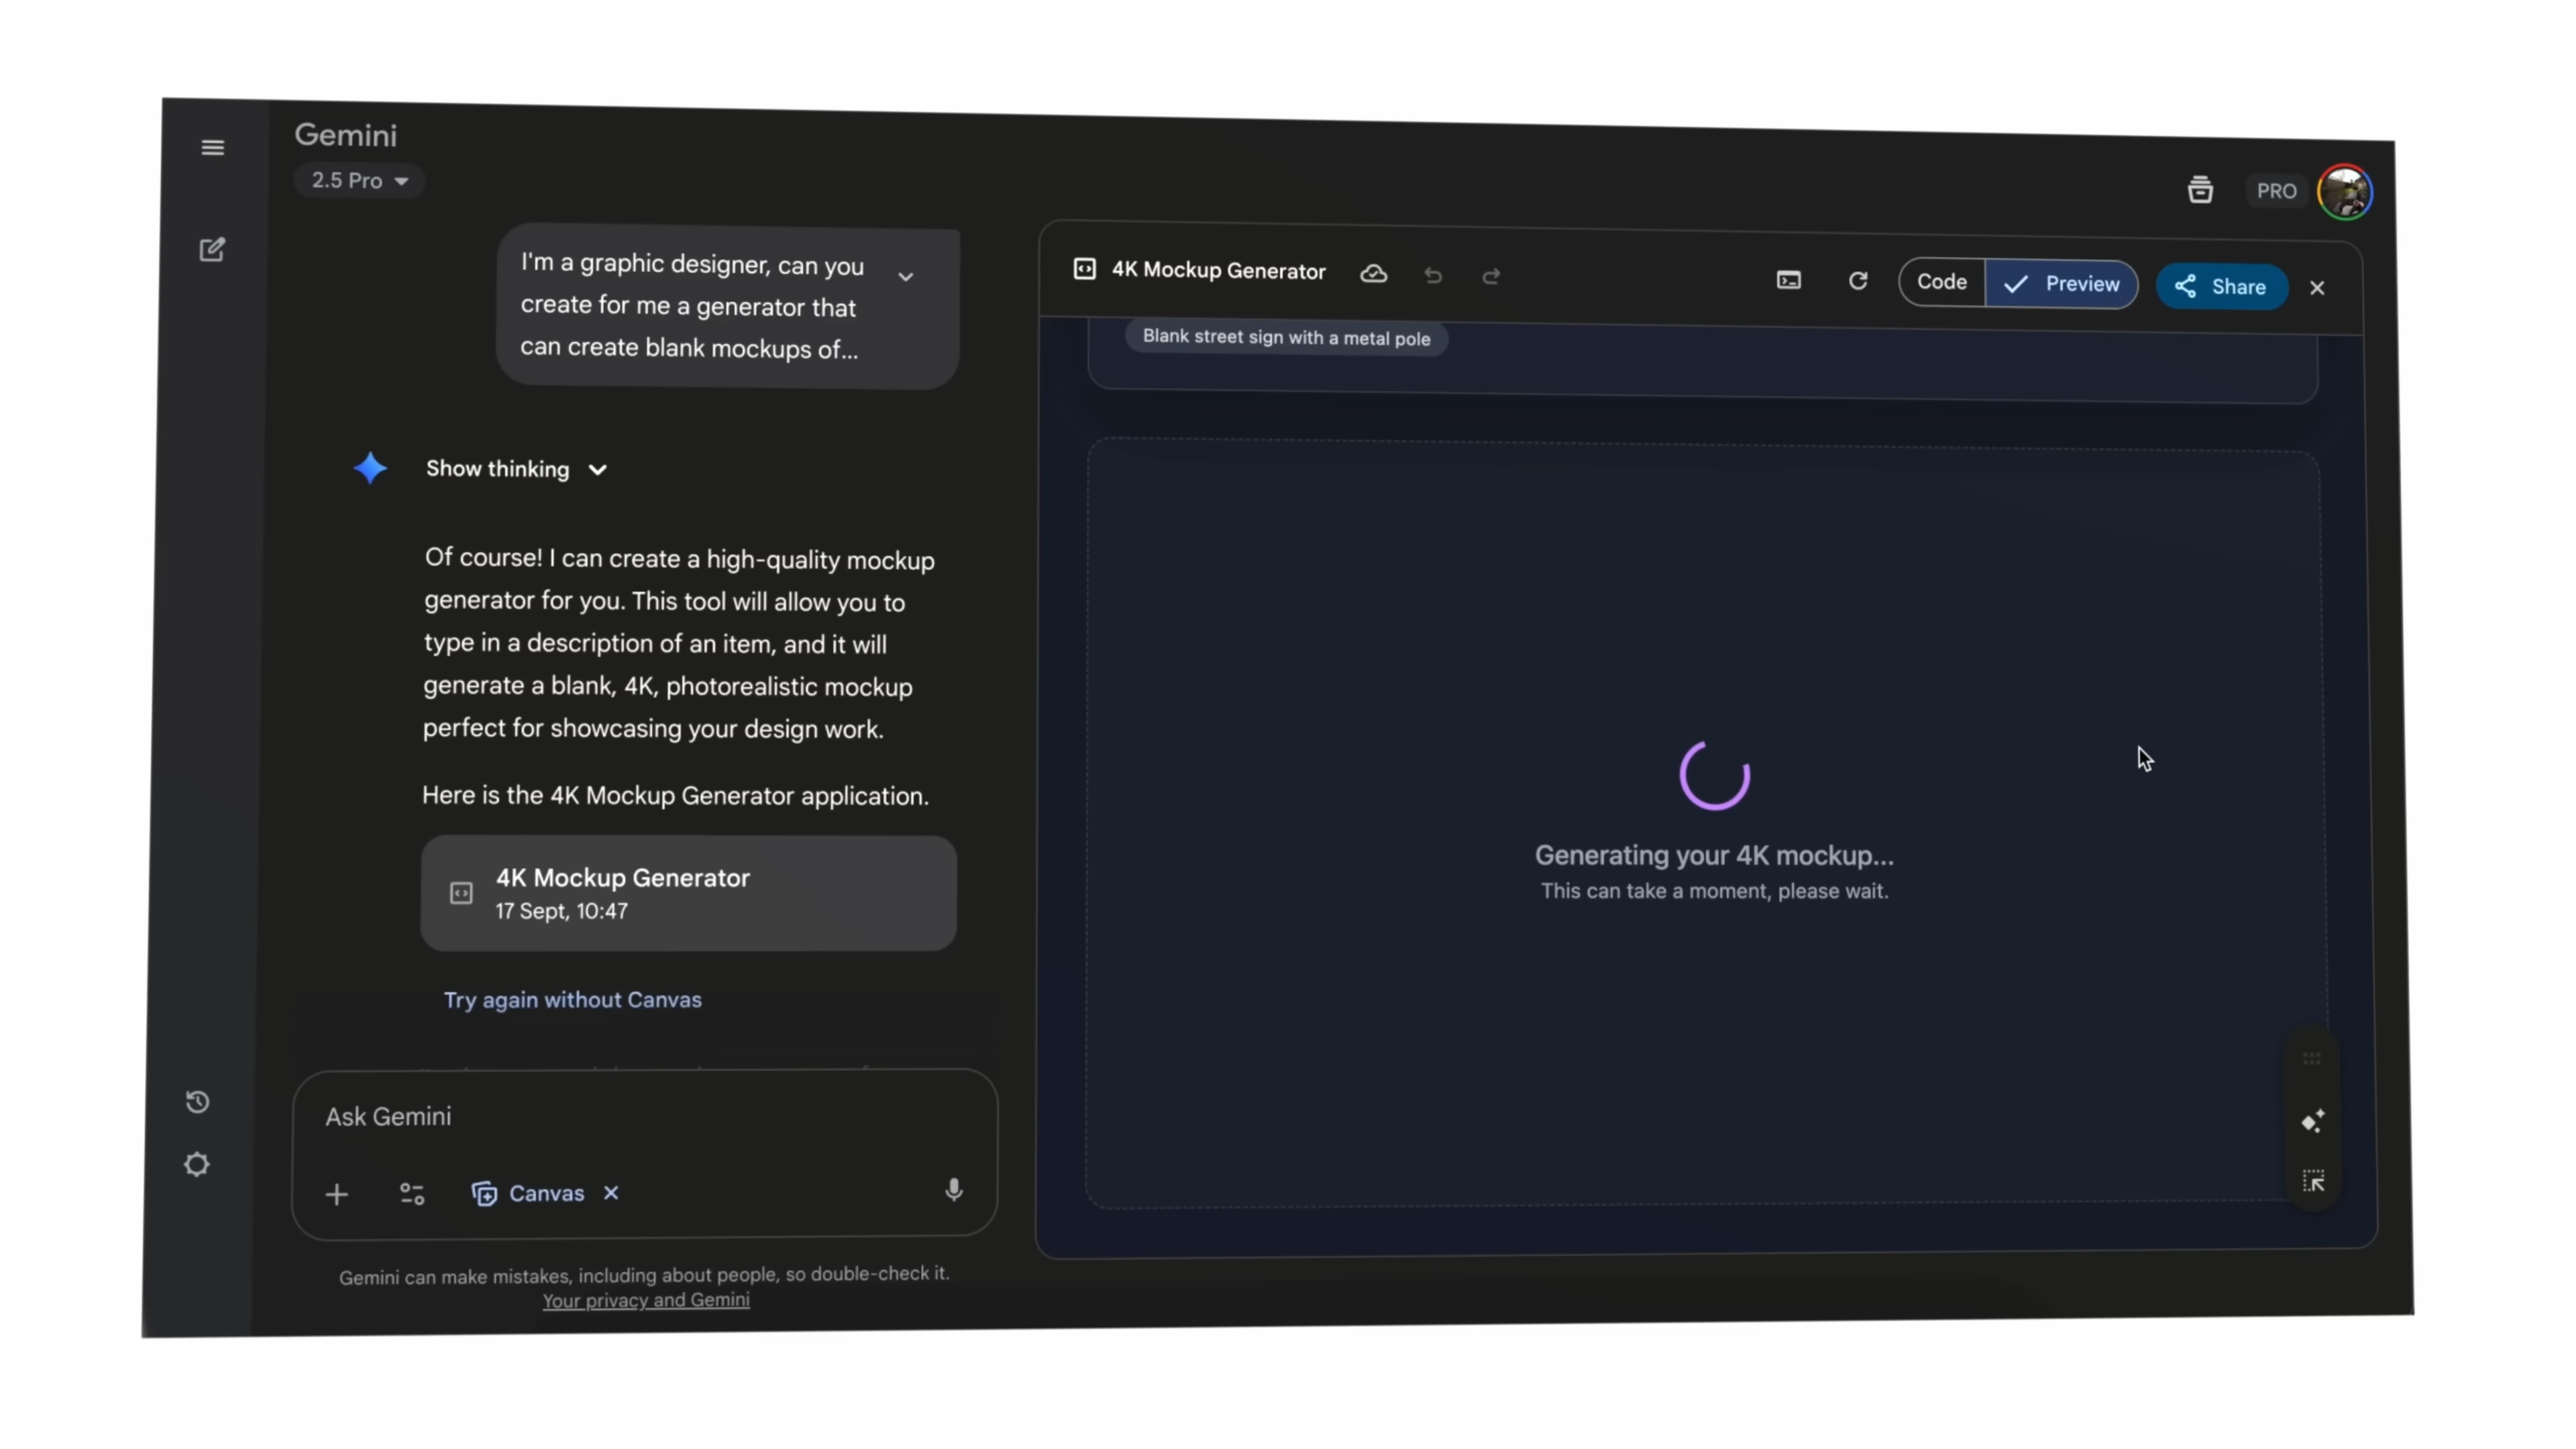 Gemini
2.5 Pro
PRO
I'm a graphic designer, can you
create for me a generator that
can create blank mockups of...
Show thinking
Of course! I can create a high-quality mockup
generator for you. This tool will allow you to
type in a description of an item, and it will
generate a blank, 4K, photorealistic mockup
perfect for showcasing your design work.
Here is the 4K Mockup Generator application.
4K Mockup Generator
17 Sept, 10:47
Try again without Canvas
Ask Gemini
Canvas
Gemini can make mistakes, including about people, so double-check it.
Your privacy and Gemini
4K Mockup Generator
Code
Preview
Share
Blank street sign with a metal pole
Generating your 4K mockup...
This can take a moment, please wait.